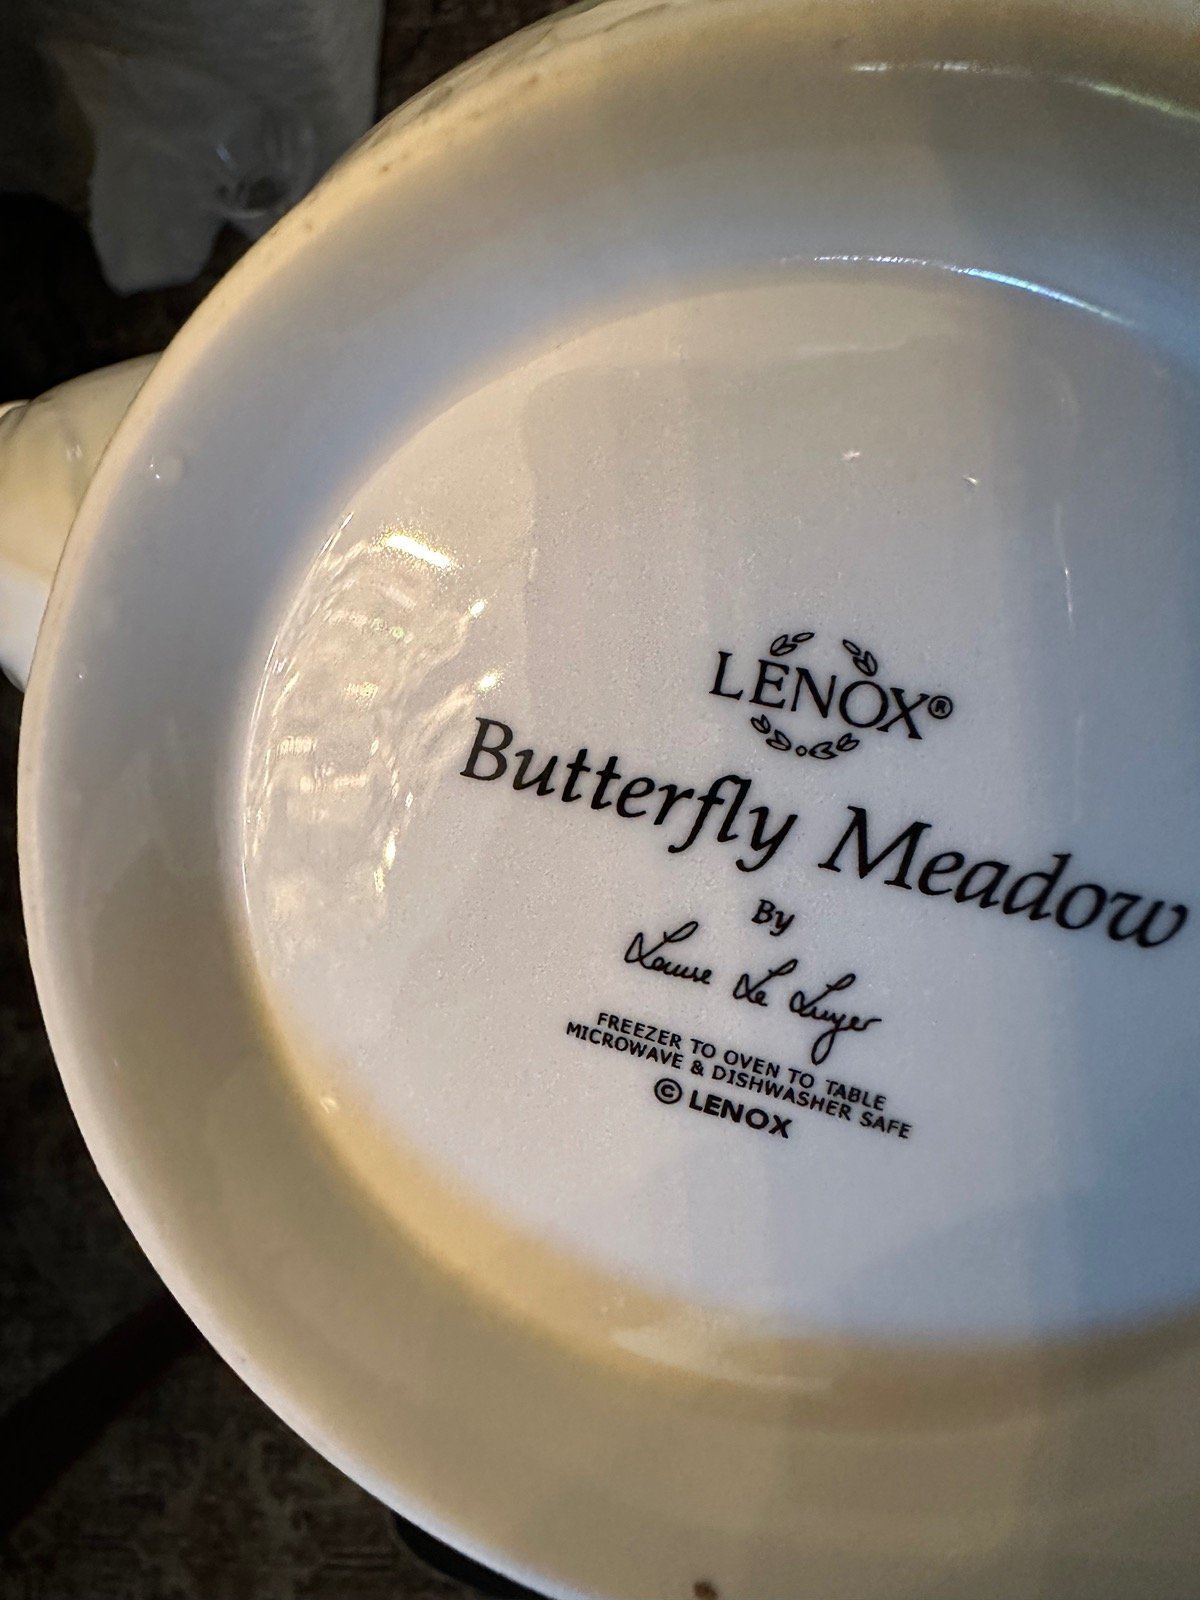 LENOX®
Butterfly Meadow
By
Louise Le Luyer
FREEZER TO OVEN TO TABLE
MICROWAVE & DISHWASHER SAFE
© LENOX